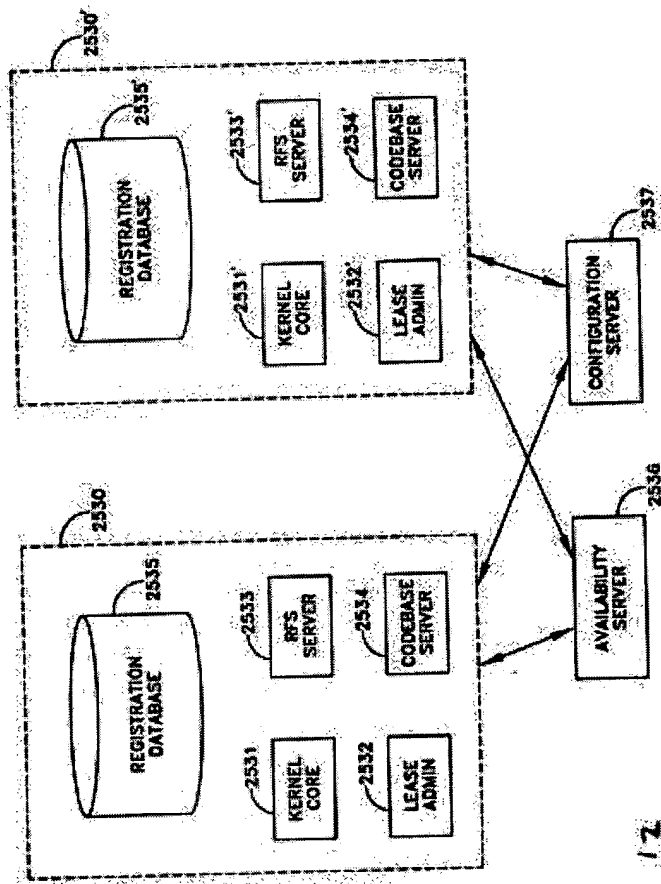 2530
2535
REGISTRATION
DATABASE
2531
KERNEL
CORE
2533
RFS
SERVER
2532
LEASE
ADMIN
2534
CODEBASE
SERVER
2530'
2535'
REGISTRATION
DATABASE
2531'
KERNEL
CORE
2533'
RFS
SERVER
2532'
LEASE
ADMIN
2534'
CODEBASE
SERVER
AVAILABILITY
SERVER
2536
CONFIGURATION
SERVER
2537
12